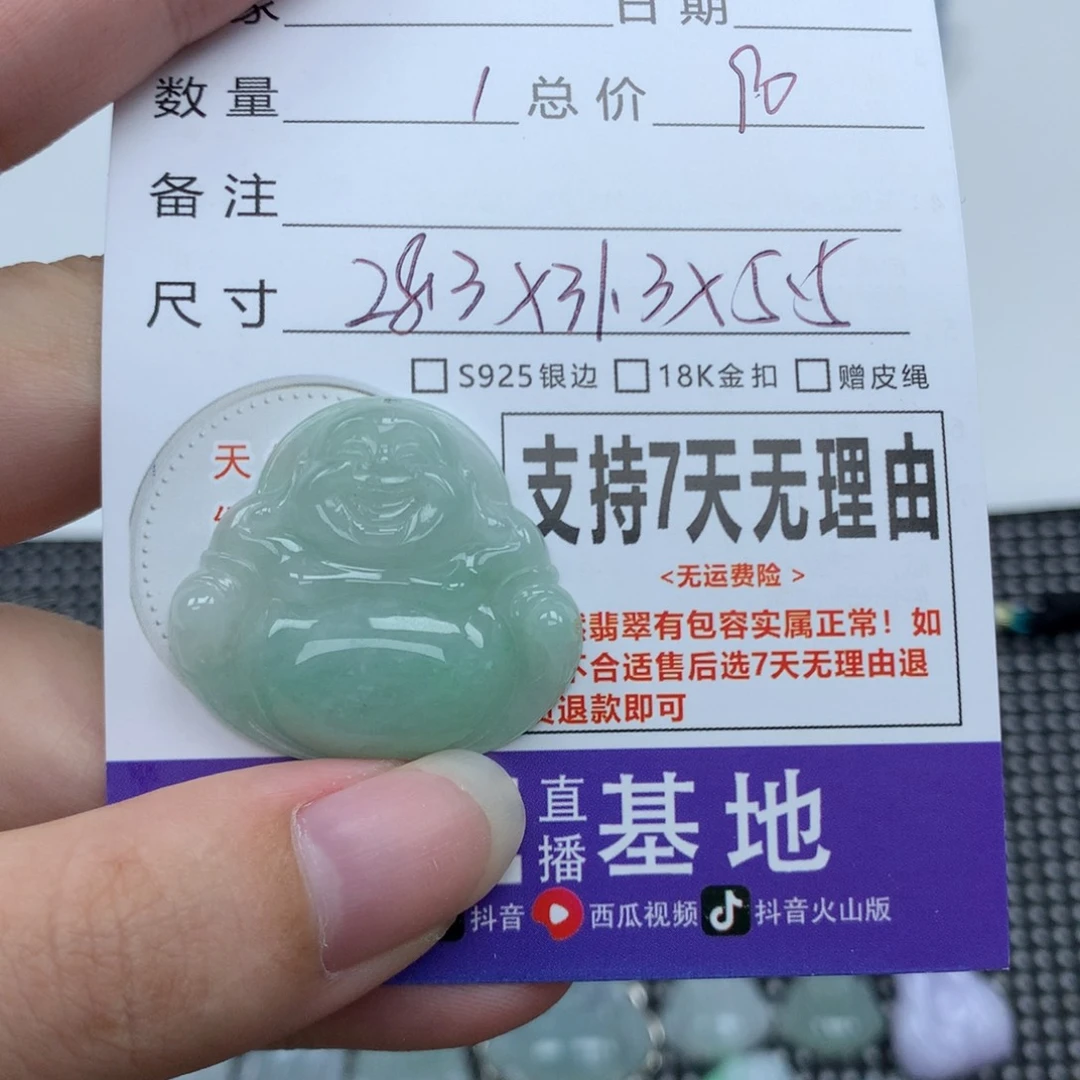 日期
数量 1 总价
备注
尺寸 28.3X31.3X5.5
S925银边 18K金扣 赠皮绳
天
支持7天无理由
<无运费险>
翡翠有包容实属正常！如
不合适售后选7天无理由退
退款即可
直播 基地
抖音 西瓜视频 抖音火山版